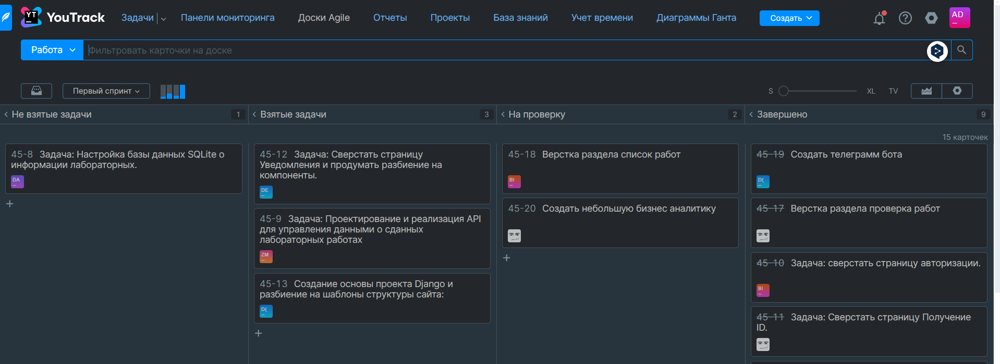 YT YouTrack Задачи Панели мониторинга Доски Agile Отчеты Проекты База знаний Учет времени Диаграммы Ганта Создать AD
Работа Фильтровать карточки на доске
Первый спринт S XL TV
Не взятые задачи 1 Взятые задачи 3 На проверку 2 Завершено 9
15 карточек
45-8 Задача: Настройка базы данных SQLite о
информации лабораторных.
DA
45-12 Задача: Сверстать страницу
Уведомления и продумать разбиение на
компоненты.
DE
45-9 Задача: Проектирование и реализация API
для управления данными о сданных
лабораторных работах
ZM
45-13 Создание основы проекта Django и
разбиение на шаблоны структуры сайта:
D(
45-18 Верстка раздела список работ
BI
45-20 Создать небольшую бизнес аналитику
45-19 Создать телеграмм бота
D(
45-17 Верстка раздела проверка работ
45-10 Задача: сверстать страницу авторизации.
BI
45-11 Задача: Сверстать страницу Получение
ID.